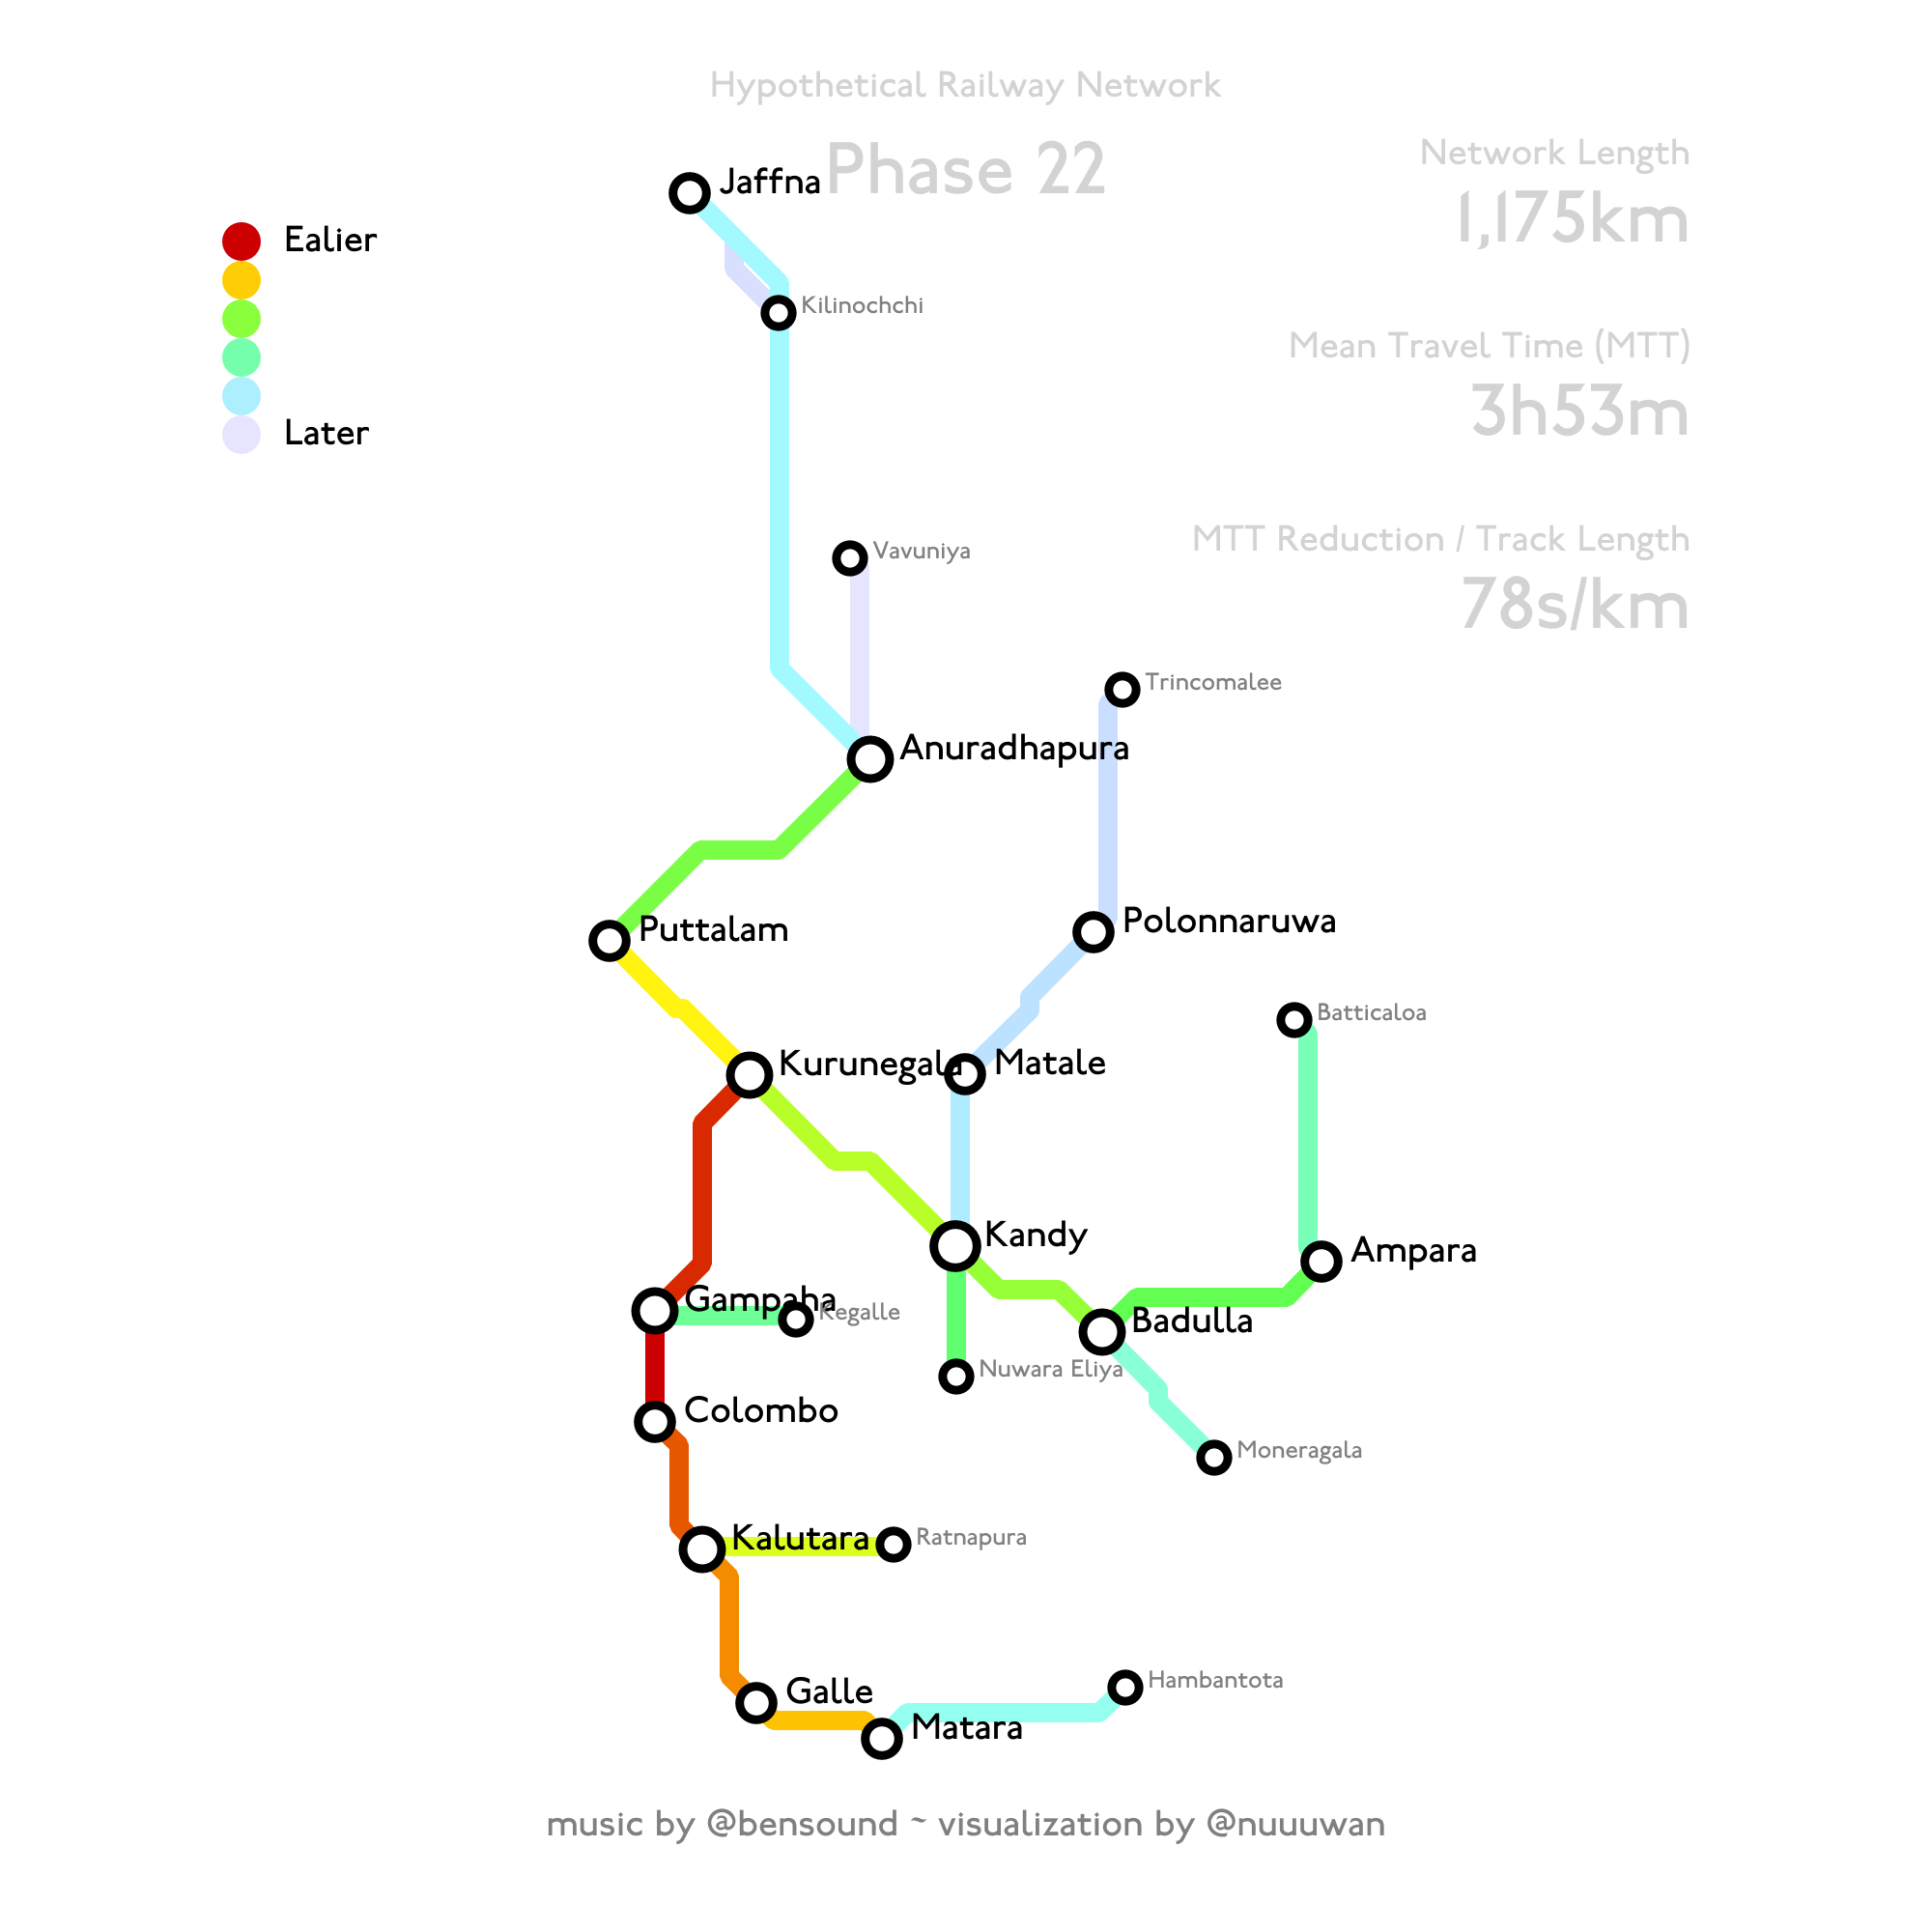 Hypothetical Railway Network
Phase 22
Network Length
1,175km
Jaffna
Ealier
Kilinochchi
Mean Travel Time (MTT)
3h53m
Later
MTT Reduction / Track Length
78s/km
Vavuniya
Trincomalee
Anuradhapura
Puttalam
Polonnaruwa
Batticaloa
Kurunegala
Matale
Kandy
Ampara
Gampaha
Kegalle
Badulla
Nuwara Eliya
Colombo
Moneragala
Kalutara
Ratnapura
Galle
Hambantota
Matara
music by @bensound ~ visualization by @nuuuwan